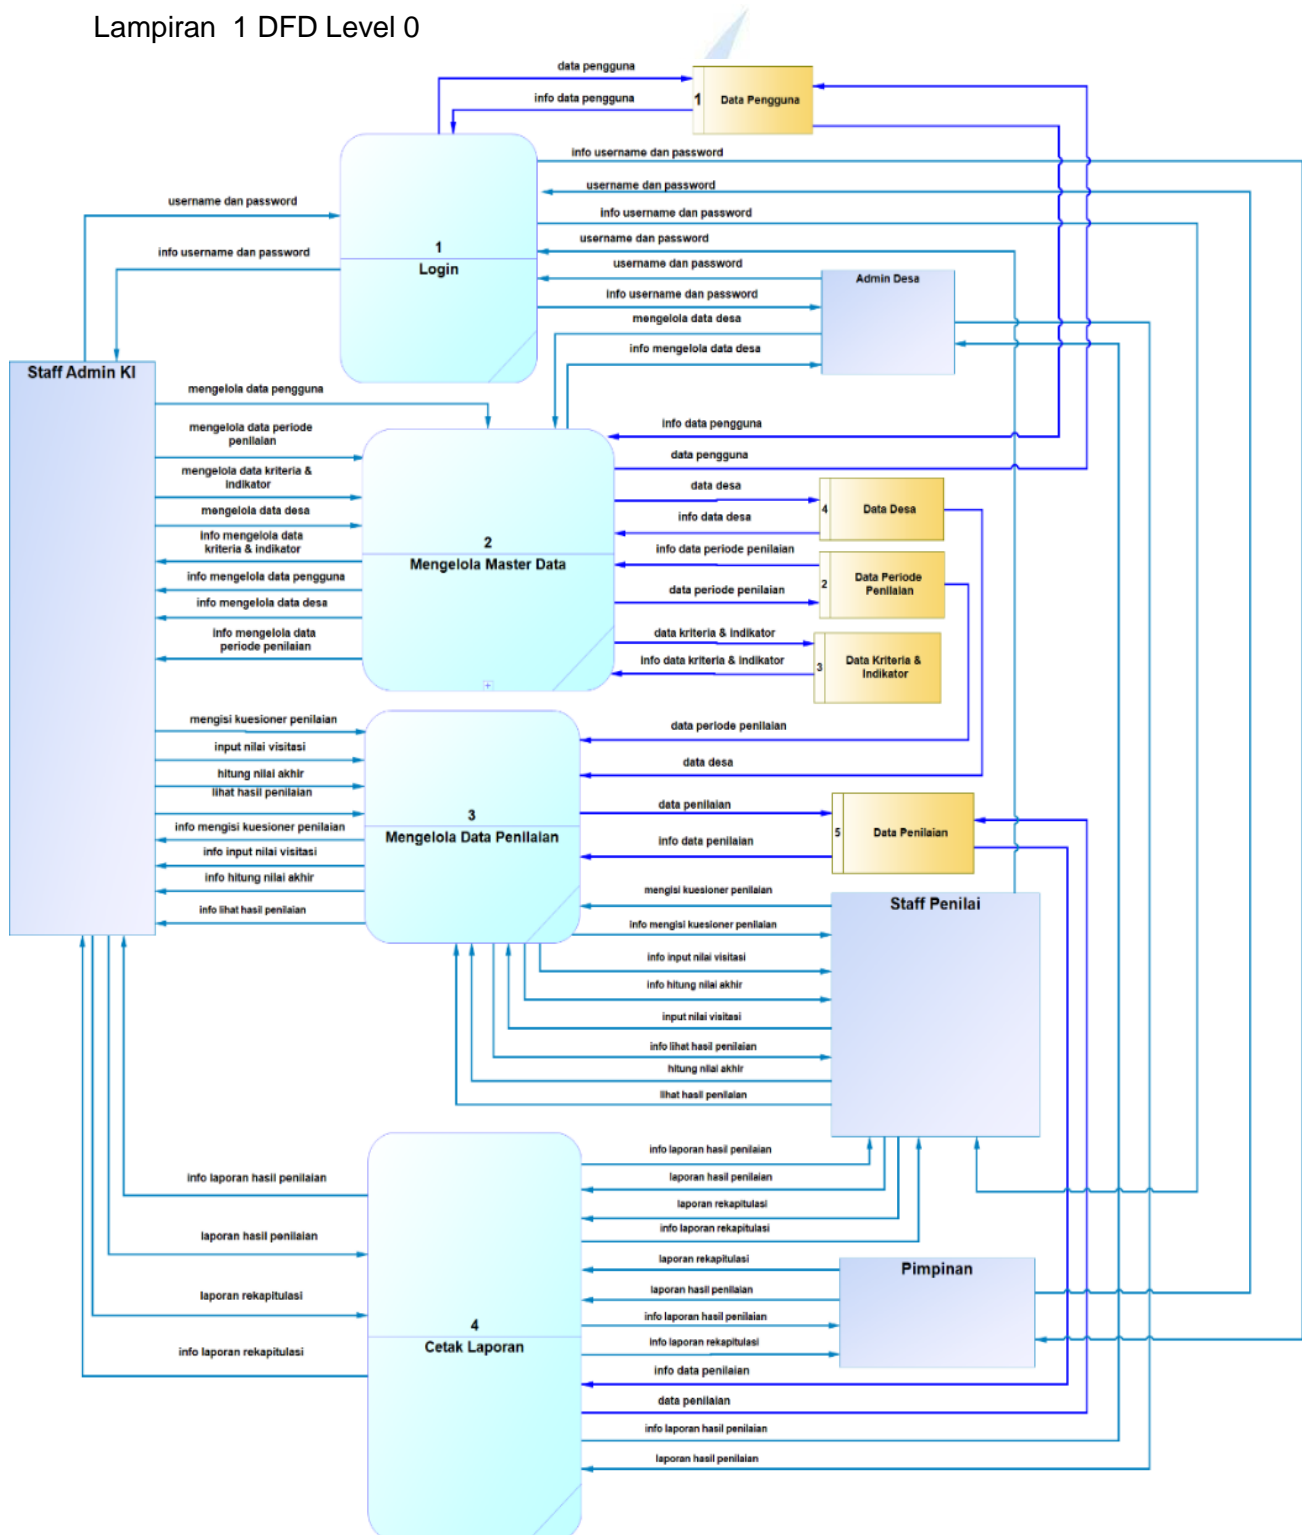 Lampiran  1 DFD Level 0
data pengguna
info data pengguna
1
Data Pengguna
info username dan password
username dan password
username dan password
info username dan password
username dan password
info username dan password
1
Login
username dan password
info username dan password
mengelola data desa
info mengelola data desa
Admin Desa
Staff Admin KI
mengelola data pengguna
mengelola data periode
penilaian
mengelola data kriteria &
indikator
mengelola data desa
info mengelola data
kriteria & indikator
info mengelola data pengguna
info mengelola data desa
info mengelola data
periode penilaian
2
Mengelola Master Data
info data pengguna
data pengguna
data desa
info data desa
info data periode penilaian
data periode penilaian
data kriteria & indikator
info data kriteria & indikator
4
Data Desa
2
Data Periode
Penilaian
3
Data Kriteria &
Indikator
mengisi kuesioner penilaian
input nilai visitasi
hitung nilai akhir
lihat hasil penilaian
info mengisi kuesioner penilaian
info input nilai visitasi
info hitung nilai akhir
info lihat hasil penilaian
3
Mengelola Data Penilaian
data periode penilaian
data desa
data penilaian
info data penilaian
5
Data Penilaian
mengisi kuesioner penilaian
info mengisi kuesioner penilaian
info input nilai visitasi
info hitung nilai akhir
input nilai visitasi
info lihat hasil penilaian
hitung nilai akhir
lihat hasil penilaian
Staff Penilai
info laporan hasil penilaian
laporan hasil penilaian
laporan rekapitulasi
info laporan rekapitulasi
4
Cetak Laporan
info laporan hasil penilaian
laporan hasil penilaian
laporan rekapitulasi
info laporan rekapitulasi
laporan rekapitulasi
laporan hasil penilaian
info laporan hasil penilaian
info laporan rekapitulasi
Pimpinan
info data penilaian
data penilaian
info laporan hasil penilaian
laporan hasil penilaian